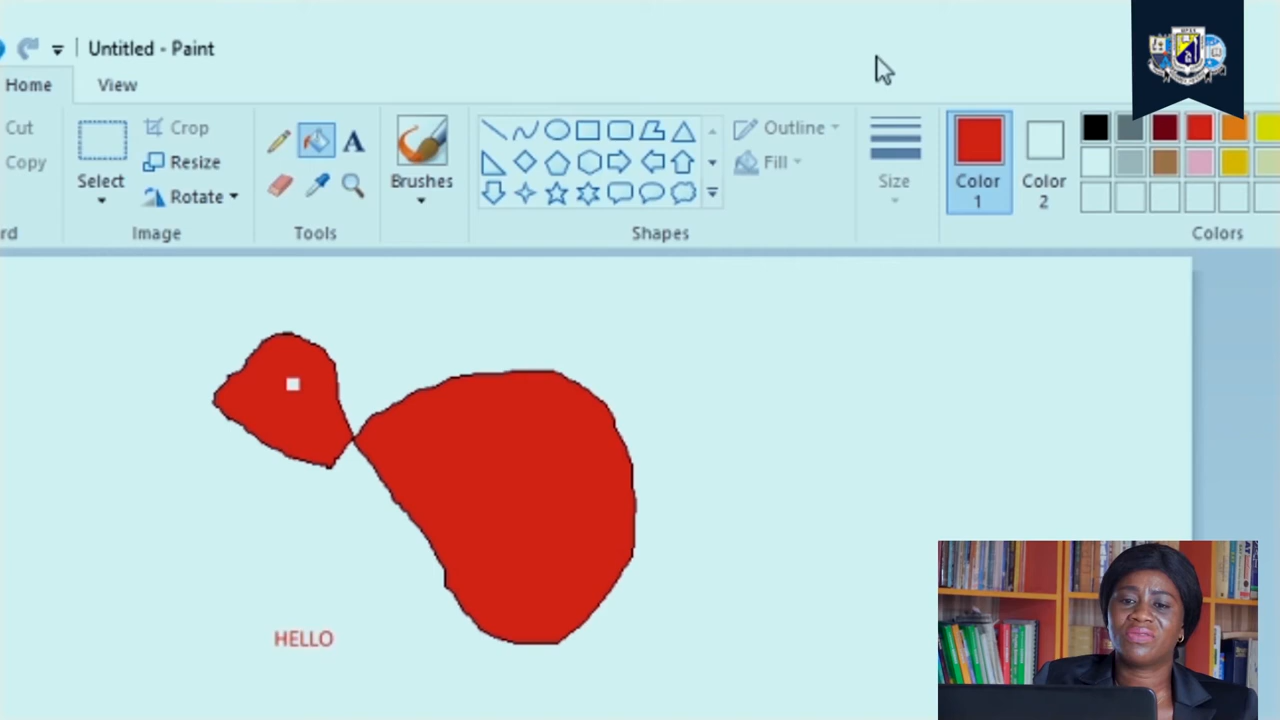 Untitled - Paint
Home View
Cut
Copy
Select
Crop
Resize
Rotate
Image
A
Tools
Brushes
Shapes
Outline
Fill
Size
Color 1
Color 2
Colors
rd
HELLO